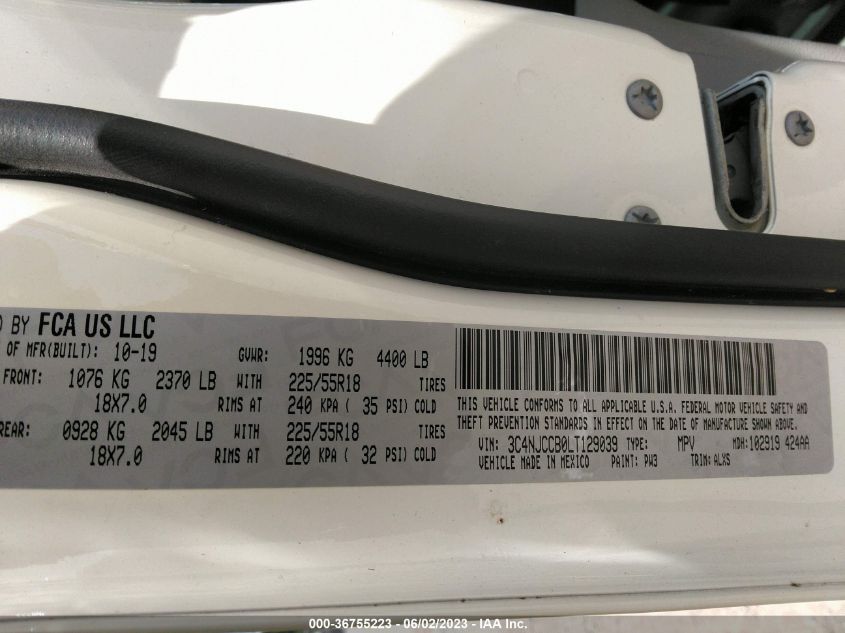 BY FCA US LLC
OF MFR(BUILT): 10-19 GVWR: 1996 KG 4400 LB
FRONT: 1076 KG 2370 LB WITH 225/55R18 TIRES
18X7.0 RIMS AT 240 KPA ( 35 PSI) COLD
REAR: 0928 KG 2045 LB WITH 225/55R18 TIRES
18X7.0 RIMS AT 220 KPA ( 32 PSI) COLD
THIS VEHICLE CONFORMS TO ALL APPLICABLE U.S.A. FEDERAL MOTOR VEHICLE SAFETY AND
THEFT PREVENTION STANDARDS IN EFFECT ON THE DATE OF MANUFACTURE SHOWN ABOVE.
VIN: 3C4NJCCB0LT129039 TYPE: MPV MDH: 102919 424AA
VEHICLE MADE IN MEXICO PAINT: PW3 TRIM: ALXS
000-36755223 - 06/02/2023 - IAA Inc.